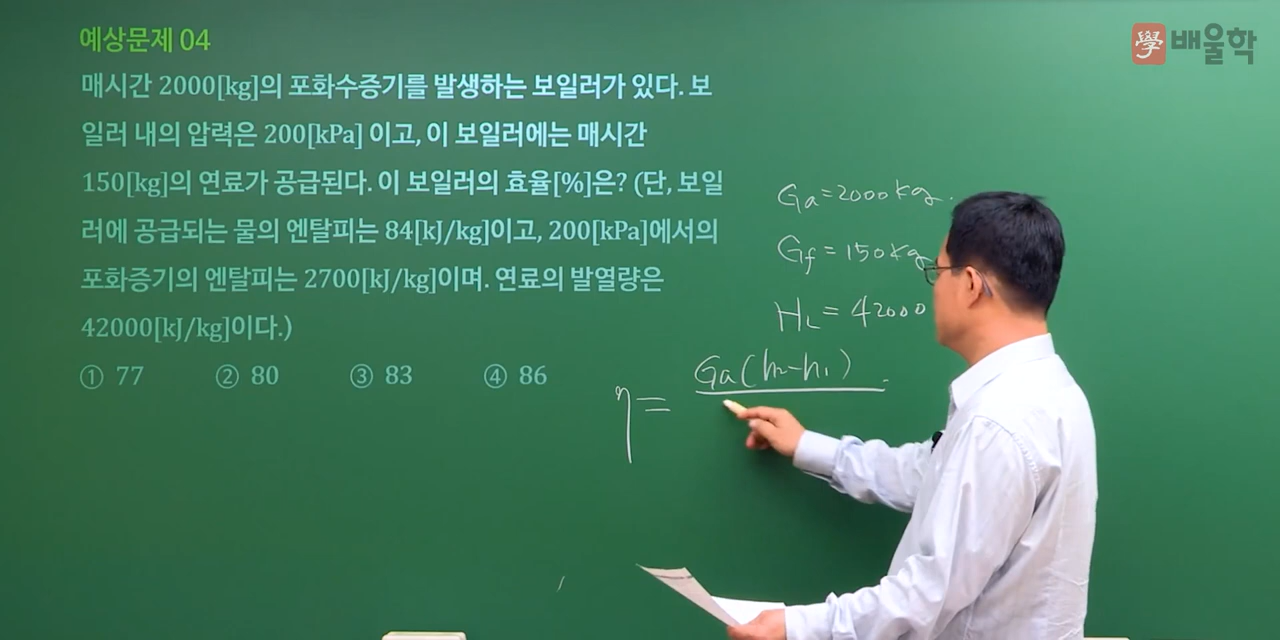 學 배울학
예상문제 04
매시간 2000[kg]의 포화수증기를 발생하는 보일러가 있다. 보
일러 내의 압력은 200[kPa] 이고, 이 보일러에는 매시간
150[kg]의 연료가 공급된다. 이 보일러의 효율[%]은? (단, 보일
러에 공급되는 물의 엔탈피는 84[kJ/kg]이고, 200[kPa]에서의
포화증기의 엔탈피는 2700[kJ/kg]이며. 연료의 발열량은
42000[kJ/kg]이다.)
① 77 ② 80 ③ 83 ④ 86
Ga=2000kg.
Gf=150kg
HL=42000
η= Ga(h2-h1)